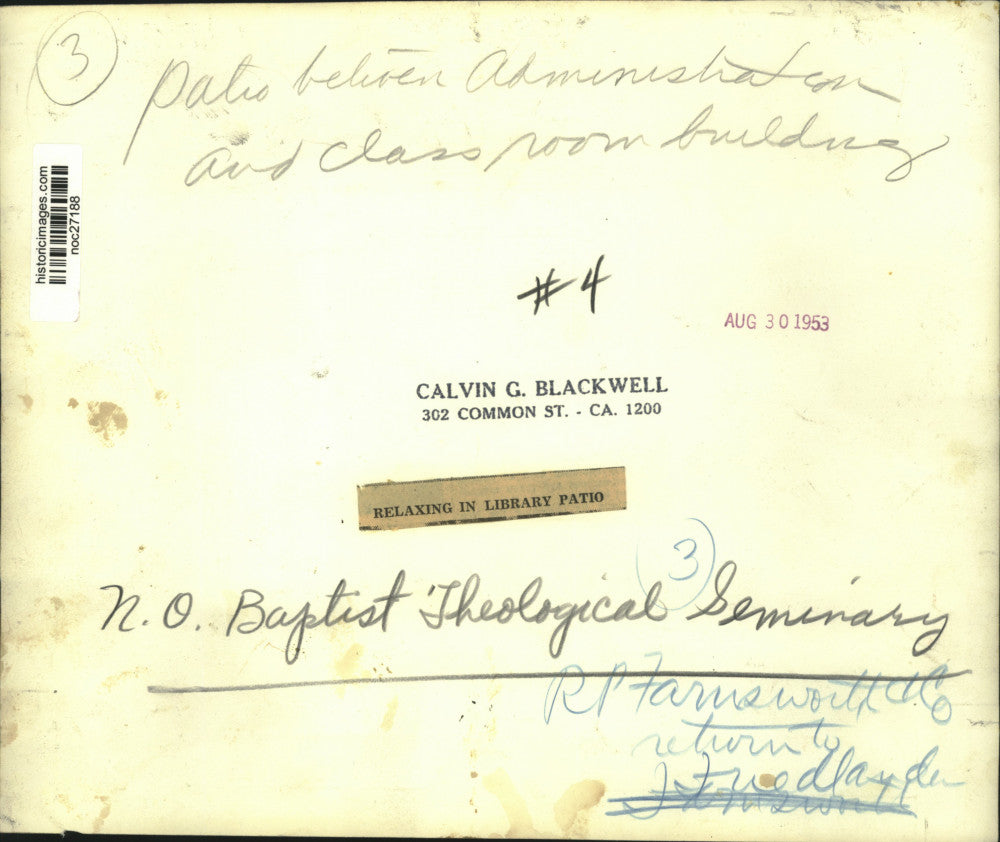 3
Patio between Administration
and class room building
historicimages.com
noc27188
#4
AUG 30 1953
CALVIN G. BLACKWELL
302 COMMON ST. - CA. 1200
RELAXING IN LIBRARY PATIO
3
N.O. Baptist Theological Seminary
R P Farnsworth & Co
return to
J Friedlander